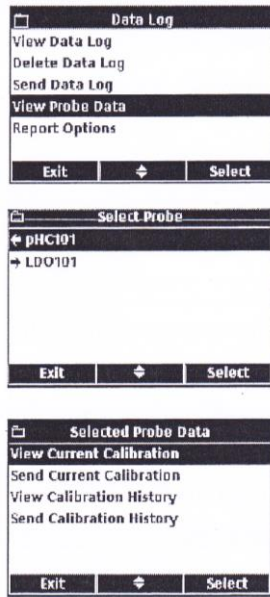 Data Log
View Data Log
Delete Data Log
Send Data Log
View Probe Data
Report Options
Exit Select
Select Probe
← pHC101
→ LDO101
Exit Select
Selected Probe Data
View Current Calibration
Send Current Calibration
View Calibration History
Send Calibration History
Exit Select